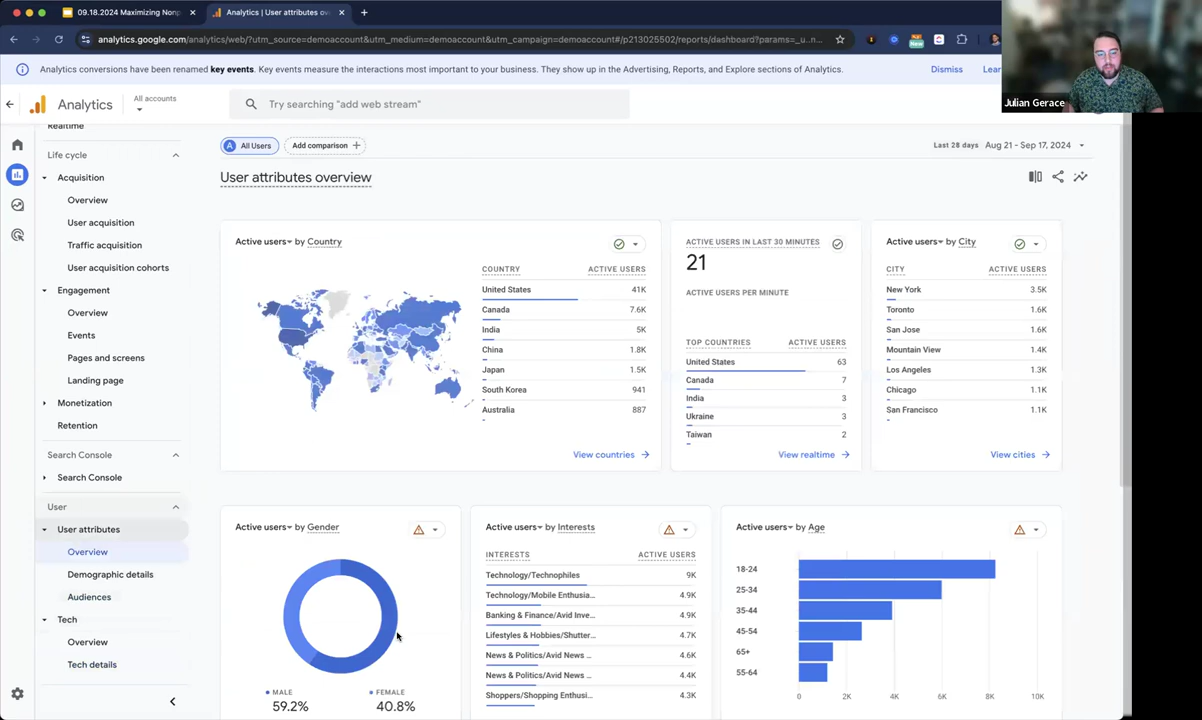 09.18.2024 Maximizing Nonp
Analytics | User attributes ov
analytics.google.com/analytics/web/?utm_source=demoaccount&utm_medium=demoaccount&utm_campaign=demoaccount#/p213025502/reports/dashboard?params=_u..n...
New
Analytics conversions have been renamed key events. Key events measure the interactions most important to your business. They show up in the Advertising, Reports, and Explore sections of Analytics.
Dismiss
Lear
Julian Gerace
Analytics
All accounts
Try searching "add web stream"
Realtime
Life cycle
Acquisition
Overview
User acquisition
Traffic acquisition
User acquisition cohorts
Engagement
Overview
Events
Pages and screens
Landing page
Monetization
Retention
Search Console
Search Console
User
User attributes
Overview
Demographic details
Audiences
Tech
Overview
Tech details
A All Users
Add comparison +
Last 28 days Aug 21 - Sep 17, 2024
User attributes overview
Active users by Country
COUNTRY ACTIVE USERS
United States 41K
Canada 7.6K
India 5K
China 1.8K
Japan 1.5K
South Korea 941
Australia 887
View countries
ACTIVE USERS IN LAST 30 MINUTES
21
ACTIVE USERS PER MINUTE
TOP COUNTRIES ACTIVE USERS
United States 63
Canada 7
India 3
Ukraine 3
Taiwan 2
View realtime
Active users by City
CITY ACTIVE USERS
New York 3.5K
Toronto 1.6K
San Jose 1.6K
Mountain View 1.4K
Los Angeles 1.3K
Chicago 1.1K
San Francisco 1.1K
View cities
Active users by Gender
MALE FEMALE
59.2% 40.8%
Active users by Interests
INTERESTS ACTIVE USERS
Technology/Technophiles 9K
Technology/Mobile Enthusia... 4.9K
Banking & Finance/Avid Inve... 4.9K
Lifestyles & Hobbies/Shutter... 4.7K
News & Politics/Avid News ... 4.6K
News & Politics/Avid News ... 4.4K
Shoppers/Shopping Enthusi... 4.3K
Active users by Age
18-24
25-34
35-44
45-54
65+
55-64
0 2K 4K 6K 8K 10K